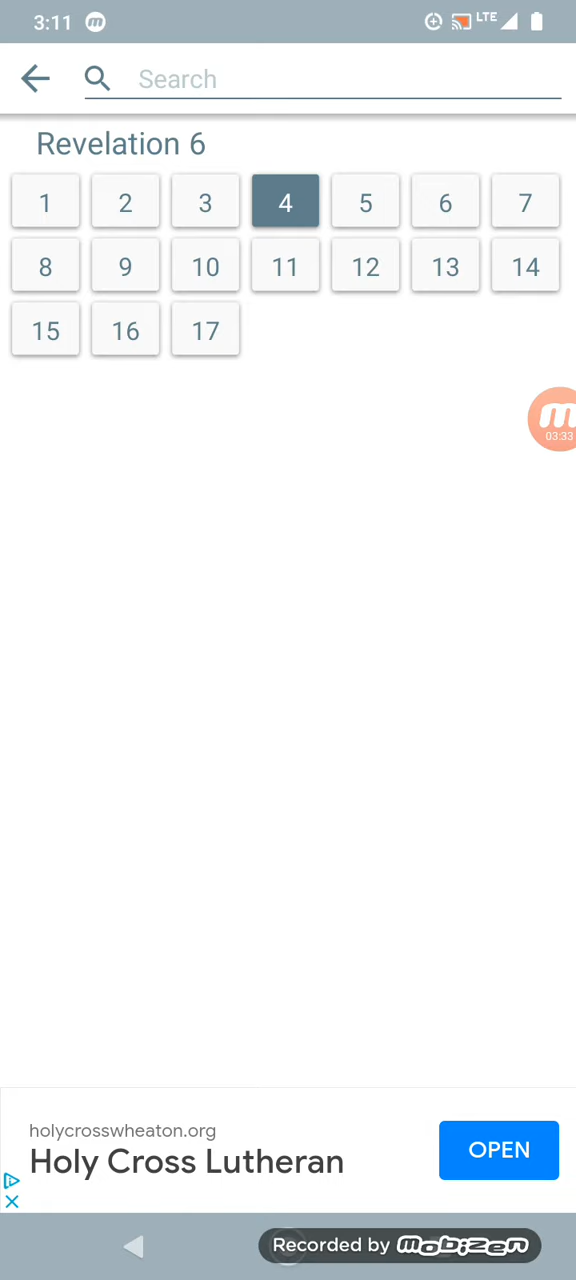 3:11 m LTE
Search
Revelation 6
1 2 3 4 5 6 7
8 9 10 11 12 13 14
15 16 17
m
03:33
holycrosswheaton.org
Holy Cross Lutheran
OPEN
Recorded by mobizen